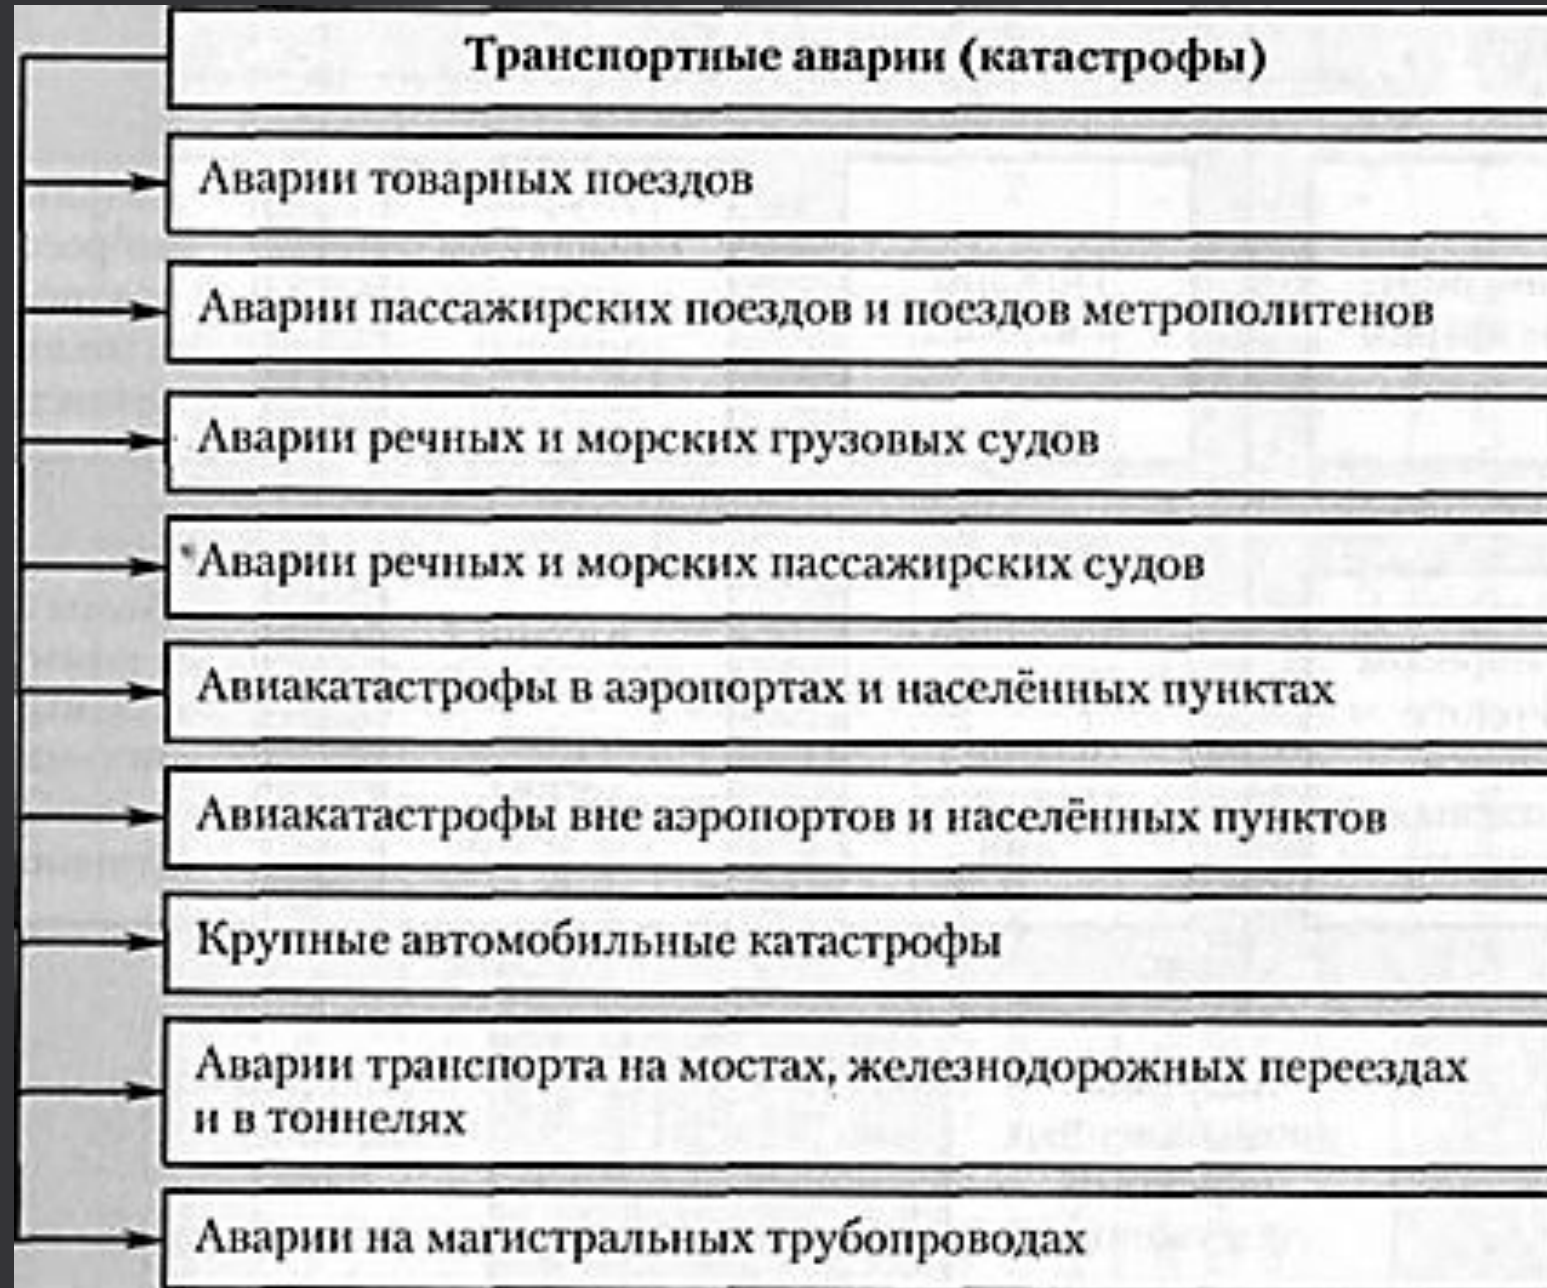 Транспортные аварии (катастрофы)
Аварии товарных поездов
Аварии пассажирских поездов и поездов метрополитенов
Аварии речных и морских грузовых судов
Аварии речных и морских пассажирских судов
Авиакатастрофы в аэропортах и населённых пунктах
Авиакатастрофы вне аэропортов и населённых пунктов
Крупные автомобильные катастрофы
Аварии транспорта на мостах, железнодорожных переездах
и в тоннелях
Аварии на магистральных трубопроводах